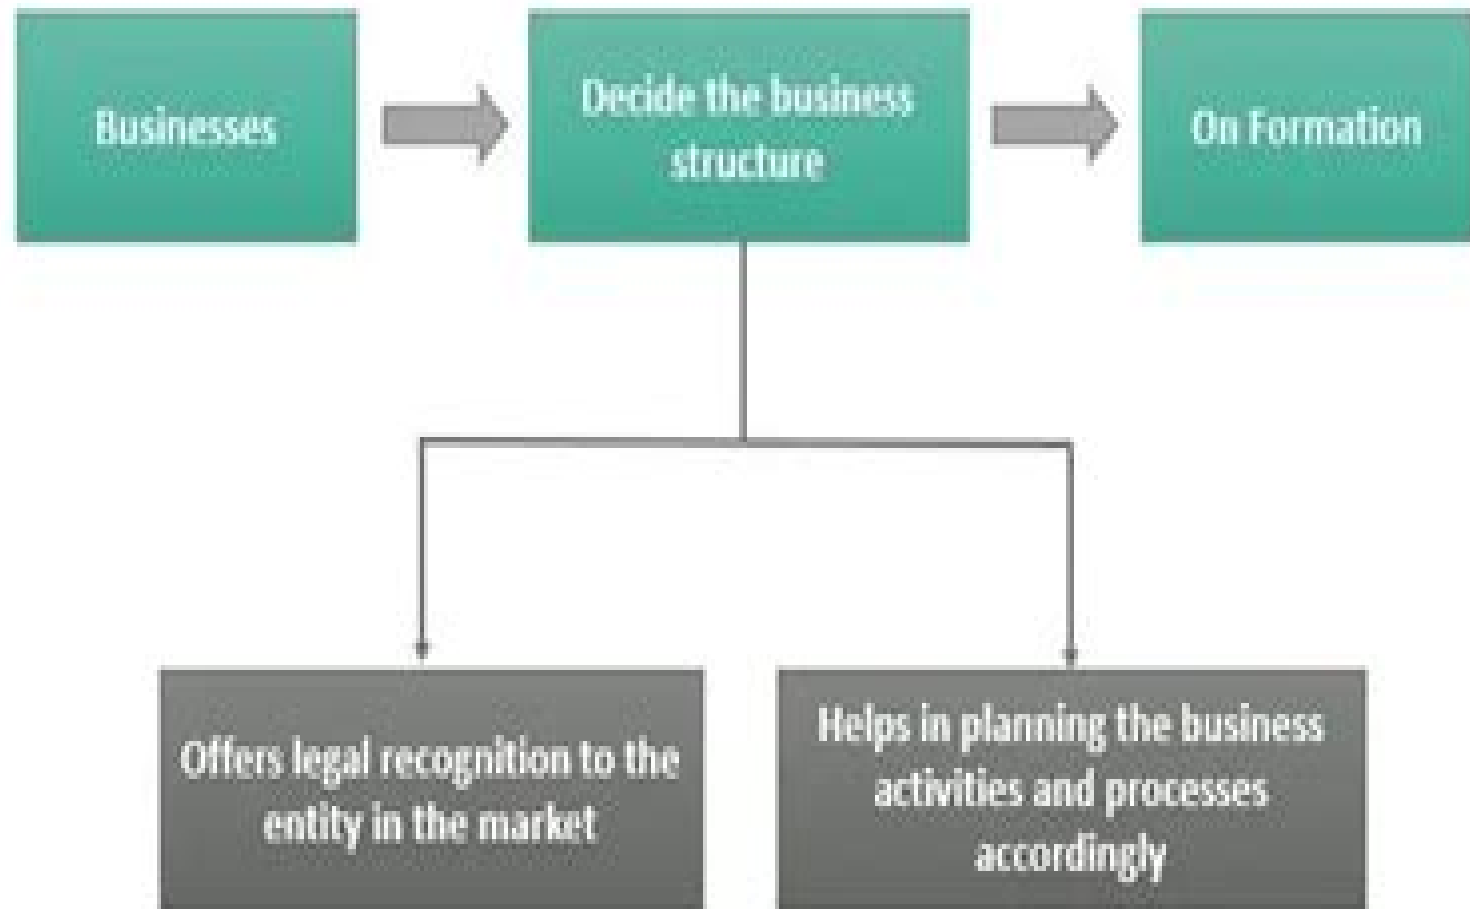 Businesses
Decide the business
structure
On Formation
Offers legal recognition to the
entity in the market
Helps in planning the business
activities and processes
accordingly